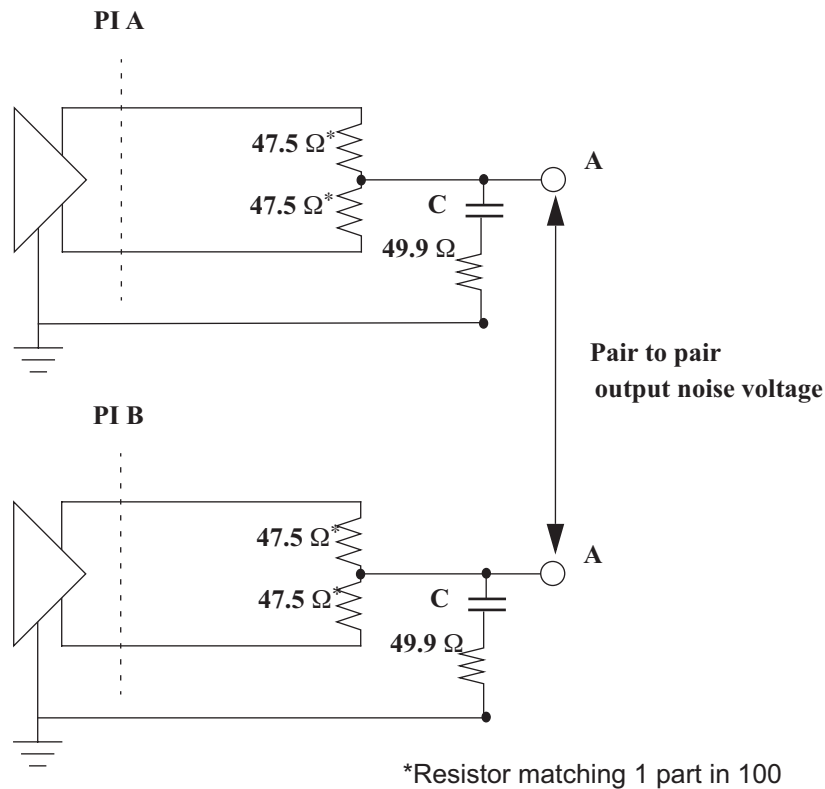 PI A
47.5 Ω*
A
47.5 Ω*
C
49.9 Ω
Pair to pair
output noise voltage
PI B
47.5 Ω*
A
47.5 Ω*
C
49.9 Ω
*Resistor matching 1 part in 100